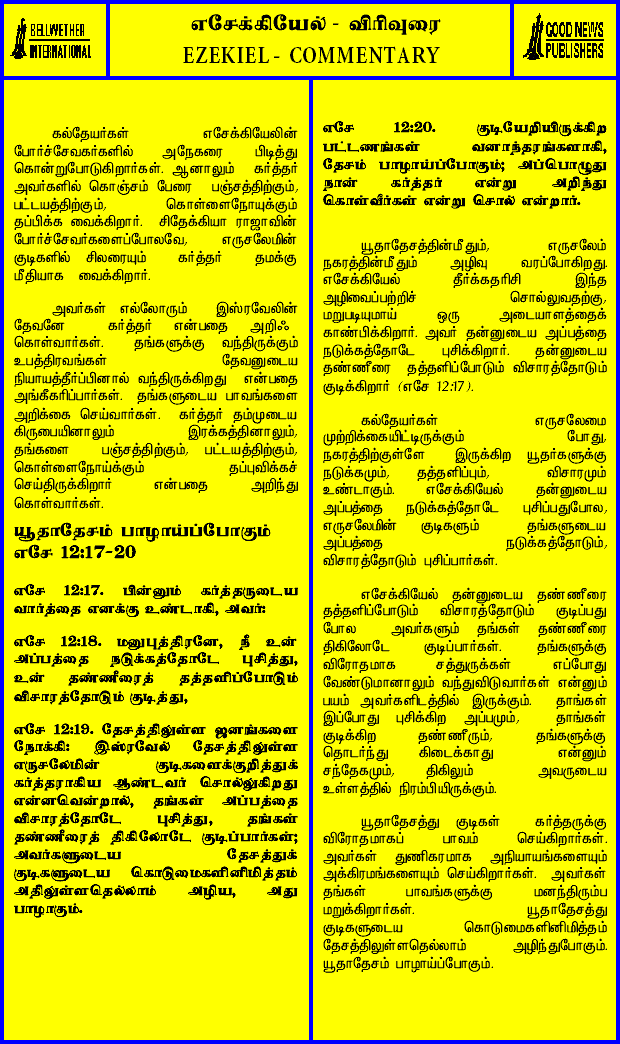 BELLWETHER
INTERNATIONAL
எசேக்கியேல் - விரிவுரை
EZEKIEL - COMMENTARY
GOOD NEWS
PUBLISHERS
கல்தேயர்கள் எசேக்கியேலின்
போர்ச்சேவகர்களில் அநேகரை பிடித்து
கொன்றுபோடுகிறார்கள். ஆனாலும் கர்த்தர்
அவர்களில் கொஞ்சம் பேரை பஞ்சத்திற்கும்,
பட்டயத்திற்கும், கொள்ளைநோயுக்கும்
தப்பிக்க வைக்கிறார். சிதேக்கியா ராஜாவின்
போர்ச்சேவர்களைப்போலவே, எருசலேமின்
குடிகளில் சிலரையும் கர்த்தர் தமக்கு
மீதியாக வைக்கிறார்.
அவர்கள் எல்லோரும் இஸ்ரவேலின்
தேவனே கர்த்தர் என்பதை அறிஃ
கொள்வார்கள். தங்களுக்கு வந்திருக்கும்
உபத்திரவங்கள் தேவனுடைய
நியாயத்தீர்ப்பினால் வந்திருக்கிறது என்பதை
அங்கீகரிப்பார்கள். தங்களுடைய பாவங்களை
அறிக்கை செய்வார்கள். கர்த்தர் தம்முடைய
கிருபையினாலும் இரக்கத்தினாலும்,
தங்களை பஞ்சத்திற்கும், பட்டயத்திற்கும்,
கொள்ளைநோய்க்கும் தப்புவிக்கச்
செய்திருக்கிறார் என்பதை அறிந்து
கொள்வார்கள்.
யூதாதேசம் பாழாய்ப்போகும்
எசே 12:17-20
எசே 12:17. பின்னும் கர்த்தருடைய
வார்த்தை எனக்கு உண்டாகி, அவர்:
எசே 12:18. மனுபுத்திரனே, நீ உன்
அப்பத்தை நடுக்கத்தோடே புசித்து,
உன் தண்ணீரைத் தத்தளிப்போடும்
விசாரத்தோடும் குடித்து,
எசே 12:19. தேசத்திலுள்ள ஜனங்களை
நோக்கி: இஸ்ரவேல் தேசத்திலுள்ள
எருசலேமின் குடிகளைக்குறித்துக்
கர்த்தராகிய ஆண்டவர் சொல்லுகிறது
என்னவென்றால், தங்கள் அப்பத்தை
விசாரத்தோடே புசித்து, தங்கள்
தண்ணீரைத் திகிலோடே குடிப்பார்கள்;
அவர்களுடைய தேசத்துக்
குடிகளுடைய கொடுமைகளினிமித்தம்
அதிலுள்ளதெல்லாம் அழிய, அது
பாழாகும்.
எசே 12:20. குடியேறியிருக்கிற
பட்டணங்கள் வனாந்தரங்களாகி,
தேசம் பாழாய்ப்போகும்; அப்பொழுது
நான் கர்த்தர் என்று அறிந்து
கொள்வீர்கள் என்று சொல் என்றார்.
யூதாதேசத்தின்மீதும், எருசலேம்
நகரத்தின்மீதும் அழிவு வரப்போகிறது.
எசேக்கியேல் தீர்க்கதரிசி இந்த
அழிவைப்பற்றிச் சொல்லுவதற்கு,
மறுபடியுமாய் ஒரு அடையாளத்தைக்
காண்பிக்கிறார். அவர் தன்னுடைய அப்பத்தை
நடுக்கத்தோடே புசிக்கிறார். தன்னுடைய
தண்ணீரை தத்தளிப்போடும் விசாரத்தோடும்
குடிக்கிறார் (எசே 12:17).
கல்தேயர்கள் எருசலேமை
முற்றிக்கையிட்டிருக்கும் போது,
நகரத்திற்குள்ளே இருக்கிற யூதர்களுக்கு
நடுக்கமும், தத்தளிப்பும், விசாரமும்
உண்டாகும். எசேக்கியேல் தன்னுடைய
அப்பத்தை நடுக்கத்தோடே புசிப்பதுபோல,
எருசலேமின் குடிகளும் தங்களுடைய
அப்பத்தை நடுக்கத்தோடும்,
விசாரத்தோடும் புசிப்பார்கள்.
எசேக்கியேல் தன்னுடைய தண்ணீரை
தத்தளிப்போடும் விசாரத்தோடும் குடிப்பது
போல அவர்களும் தங்கள் தண்ணீரை
திகிலோடே குடிப்பார்கள். தங்களுக்கு
விரோதமாக சத்துருக்கள் எப்போது
வேண்டுமானாலும் வந்துவிடுவார்கள் என்னும்
பயம் அவர்களிடத்தில் இருக்கும். தாங்கள்
இப்போது புசிக்கிற அப்பமும், தாங்கள்
குடிக்கிற தண்ணீரும், தங்களுக்கு
தொடர்ந்து கிடைக்காது என்னும்
சந்தேகமும், திகிலும் அவருடைய
உள்ளத்தில் நிரம்பியிருக்கும்.
யூதாதேசத்து குடிகள் கர்த்தருக்கு
விரோதமாகப் பாவம் செய்கிறார்கள்.
அவர்கள் துணிகரமாக அநியாயங்களையும்
அக்கிரமங்களையும் செய்கிறார்கள். அவர்கள்
தங்கள் பாவங்களுக்கு மனந்திரும்ப
மறுக்கிறார்கள். யூதாதேசத்து
குடிகளுடைய கொடுமைகளினிமித்தம்
தேசத்திலுள்ளதெல்லாம் அழிந்துபோகும்.
யூதாதேசம் பாழாய்ப்போகும்.